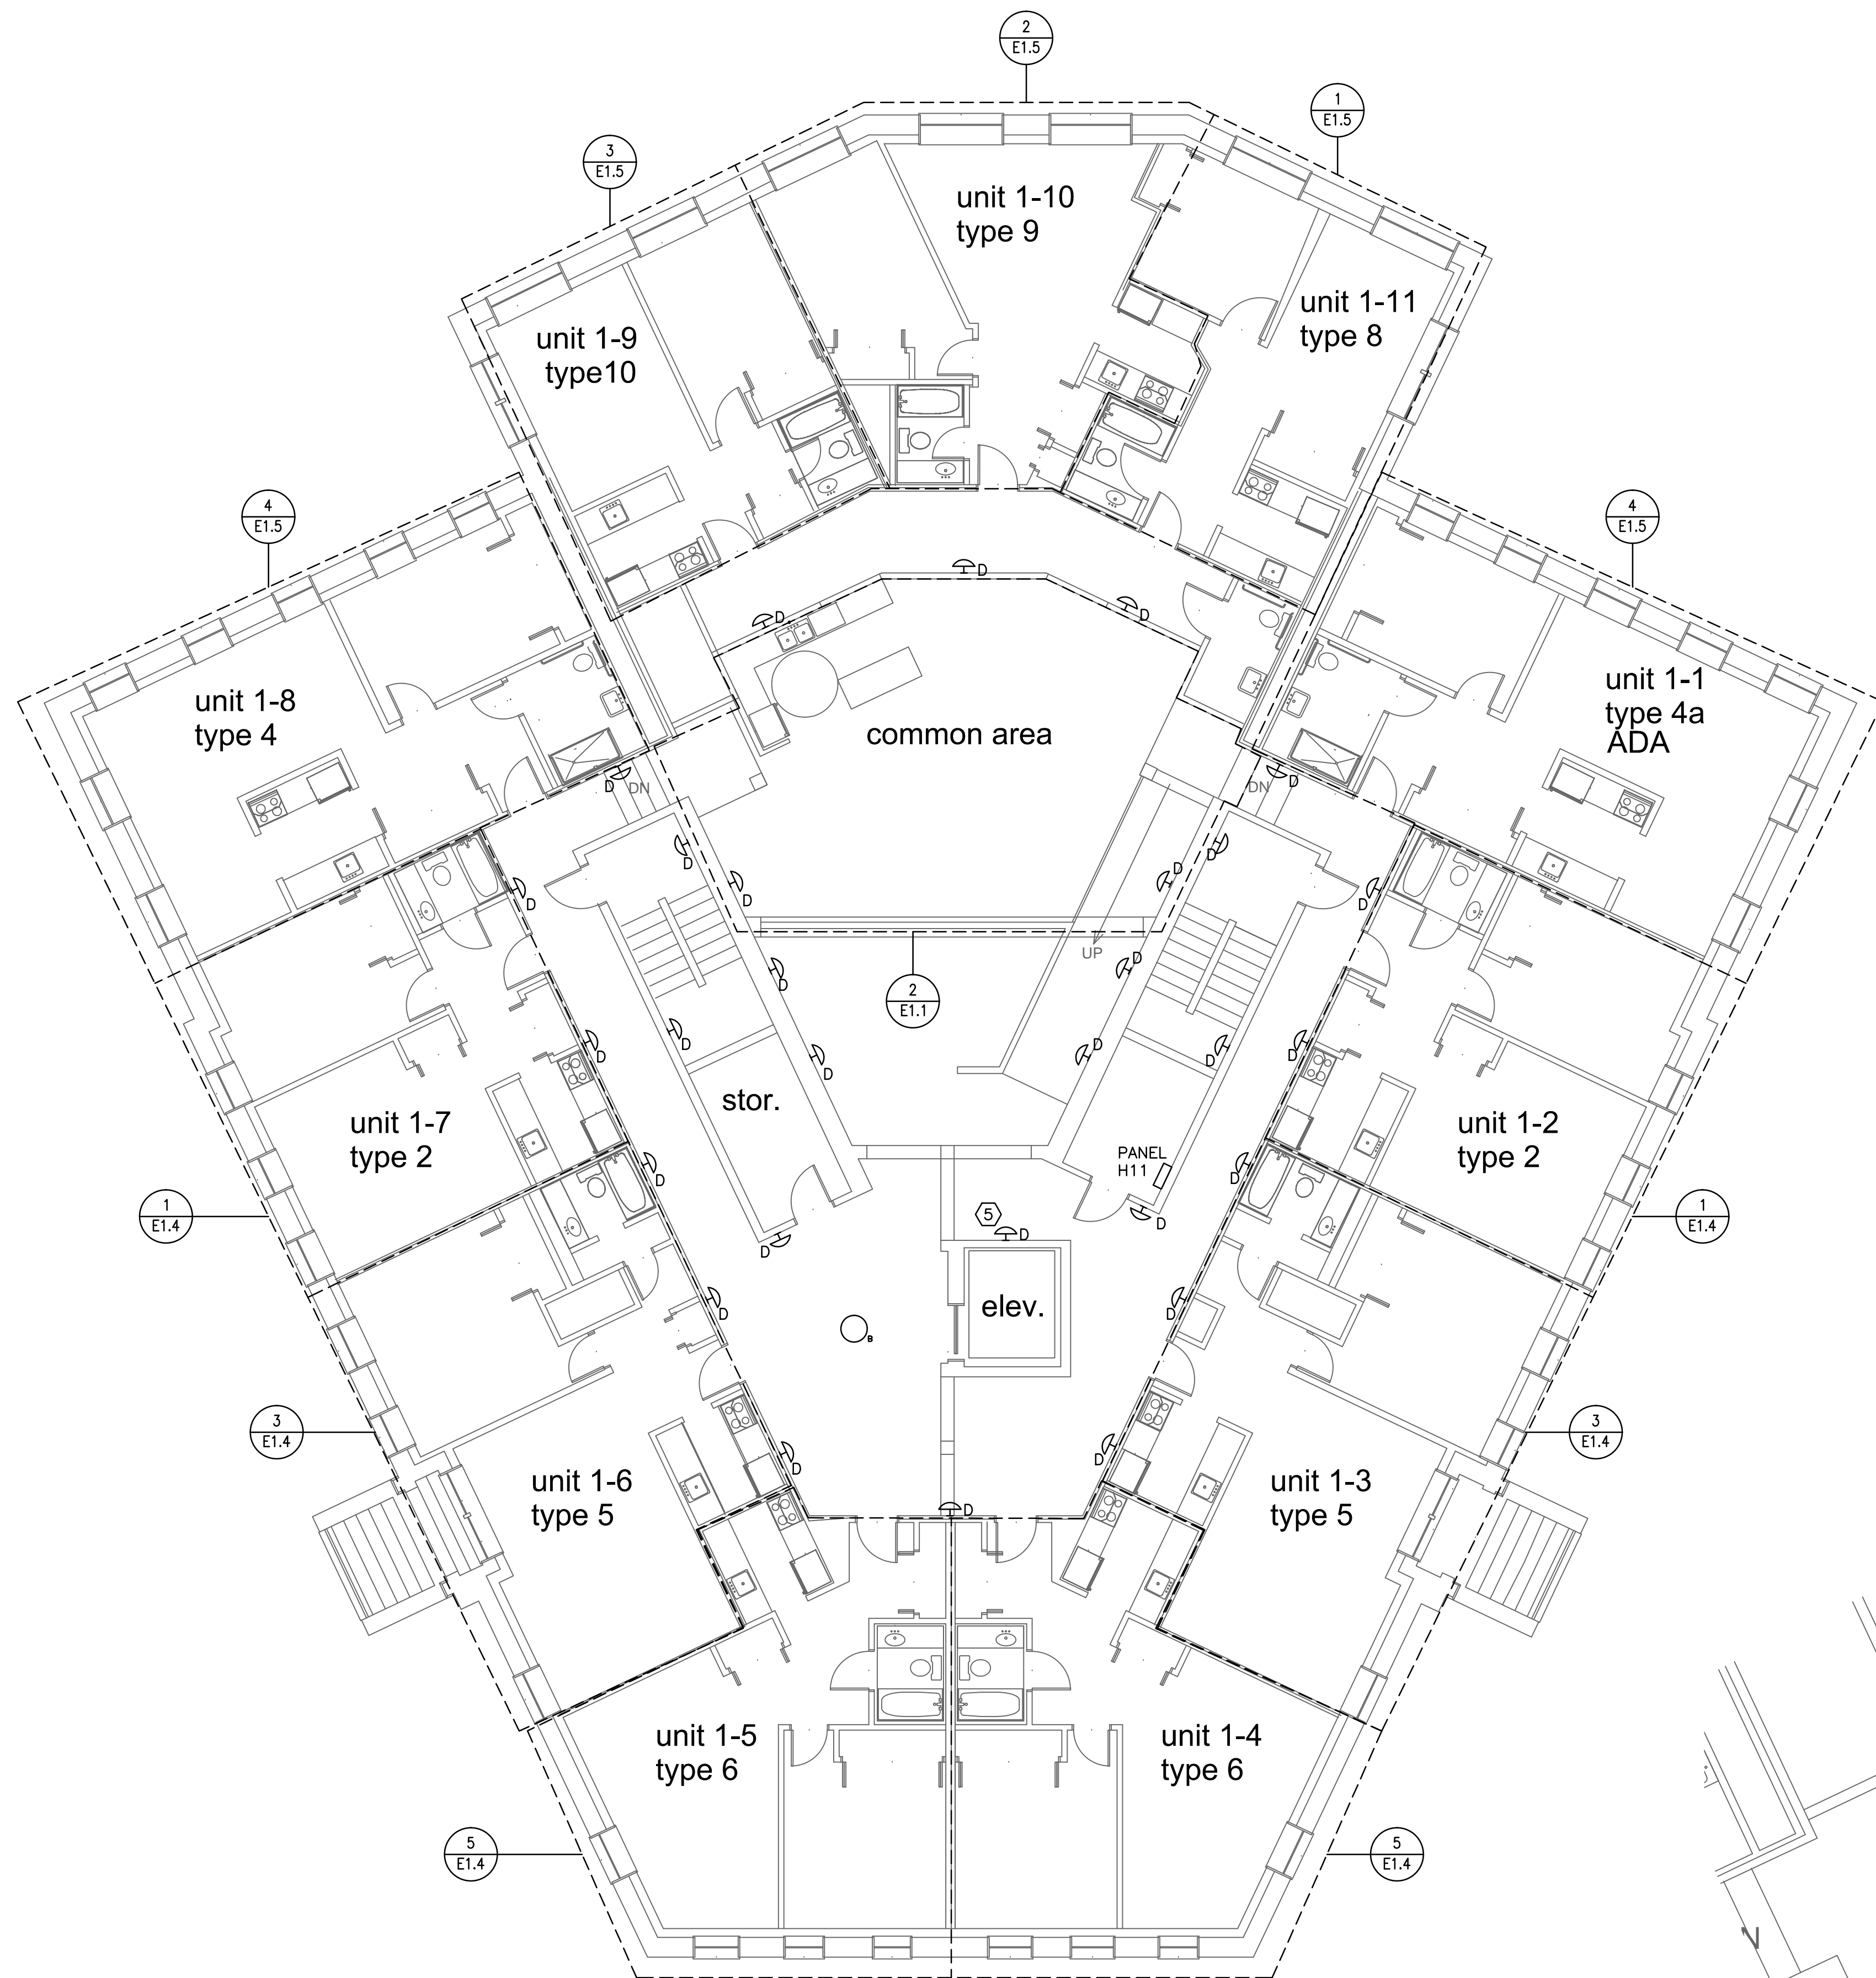 2
E1.5
1
E1.5
3
E1.5
unit 1-10
type 9
unit 1-11
type 8
unit 1-9
type10
4
E1.5
4
E1.5
D
D
D
unit 1-8
type 4
unit 1-1
type 4a
ADA
common area
D
DN
DN
D
D
D
D
D
D
D
UP
D
D
2
E1.1
D
D
D
D
D
D
D
stor.
unit 1-7
type 2
unit 1-2
type 2
PANEL
H11
D
D
1
E1.4
1
E1.4
5
D
D
D
elev.
D
D
B
3
E1.4
3
E1.4
D
D
unit 1-6
type 5
unit 1-3
type 5
D
unit 1-5
type 6
unit 1-4
type 6
5
E1.4
5
E1.4